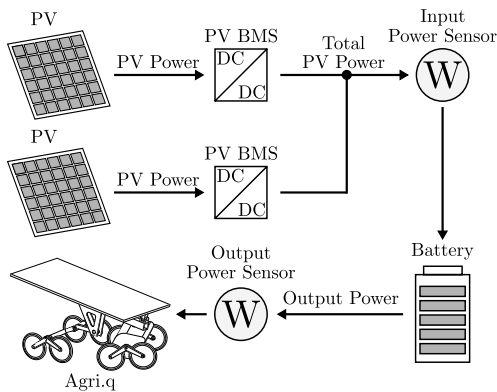 PV
PV Power
PV BMS
DC
DC
Total
PV Power
Input
Power Sensor
W
PV
PV Power
PV BMS
DC
DC
Battery
Output Power
Output
Power Sensor
W
Agri.q